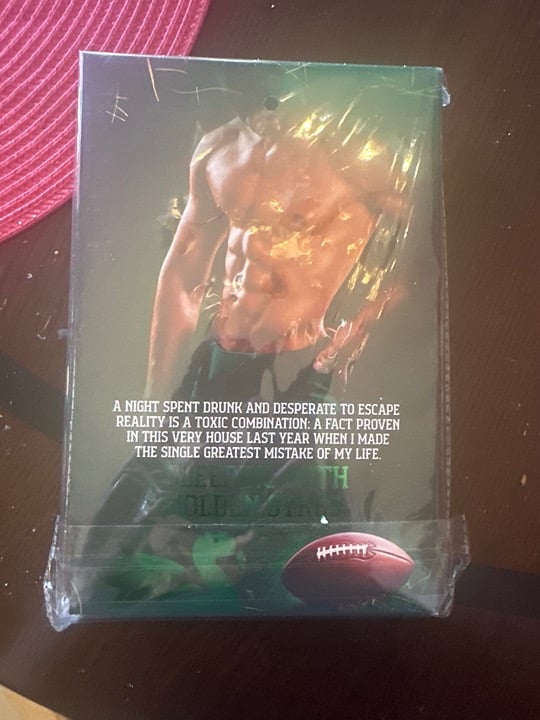 A NIGHT SPENT DRUNK AND DESPERATE TO ESCAPE
REALITY IS A TOXIC COMBINATION; A FACT PROVEN
IN THIS VERY HOUSE LAST YEAR WHEN I MADE
THE SINGLE GREATEST MISTAKE OF MY LIFE.